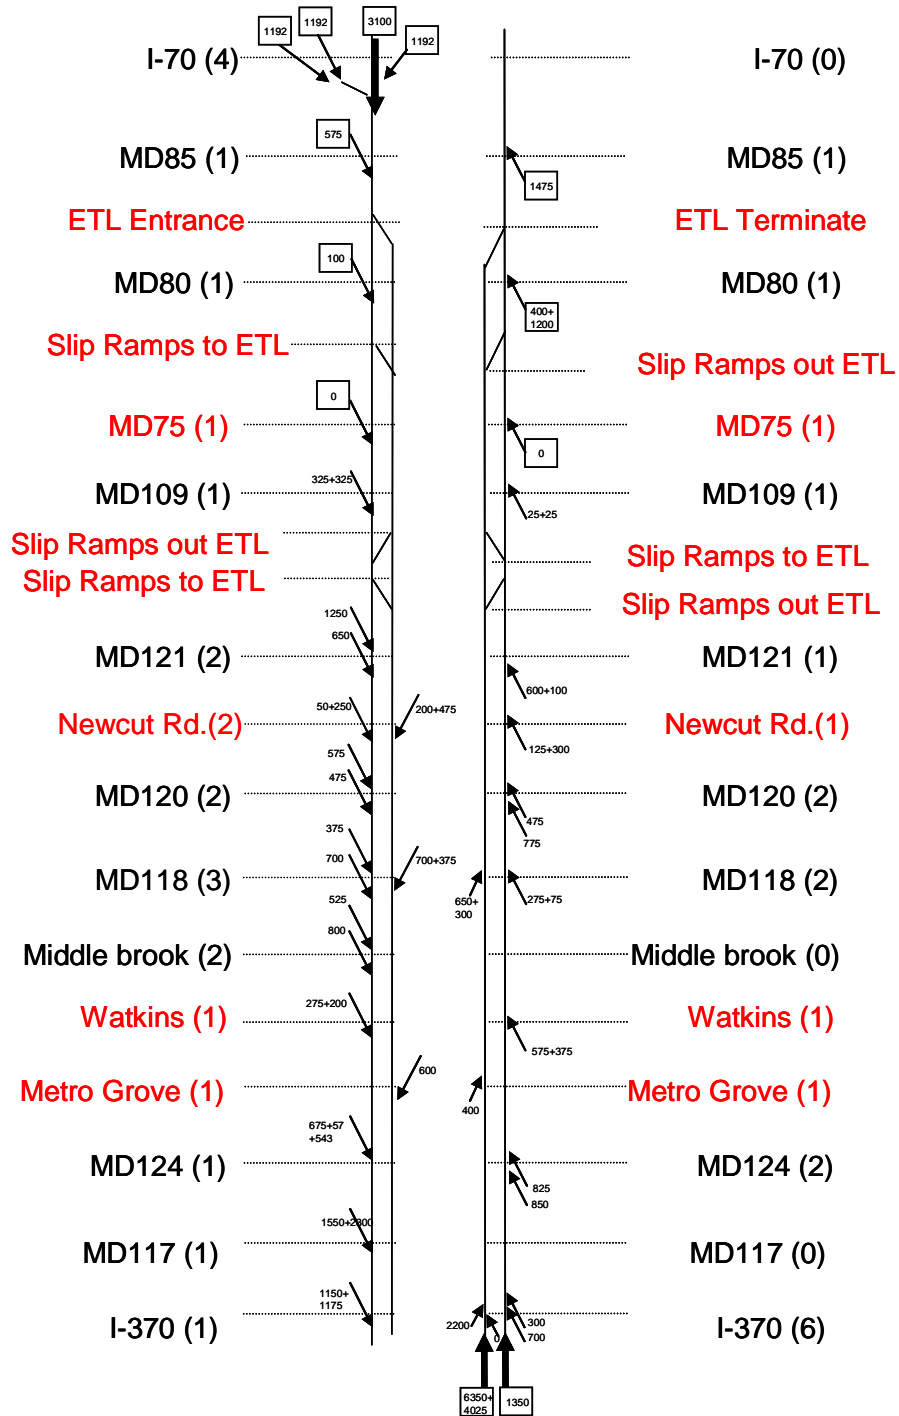 1192
1192
3100
1192
I-70 (4)
I-70 (0)
575
MD85 (1)
MD85 (1)
1475
ETL Entrance
ETL Terminate
100
MD80 (1)
MD80 (1)
400+
1200
Slip Ramps to ETL
Slip Ramps out ETL
0
MD75 (1)
MD75 (1)
0
325+325
MD109 (1)
MD109 (1)
25+25
Slip Ramps out ETL
Slip Ramps to ETL
Slip Ramps to ETL
Slip Ramps out ETL
1250
650
MD121 (2)
MD121 (1)
600+100
50+250
200+475
Newcut Rd.(2)
Newcut Rd.(1)
125+300
575
475
MD120 (2)
MD120 (2)
475
775
375
700
700+375
MD118 (3)
MD118 (2)
650+
300
275+75
525
800
Middle brook (2)
Middle brook (0)
275+200
Watkins (1)
Watkins (1)
575+375
600
Metro Grove (1)
Metro Grove (1)
400
675+57
+543
MD124 (1)
MD124 (2)
825
850
1550+2300
MD117 (1)
MD117 (0)
1150+
1175
I-370 (1)
I-370 (6)
2200
0
300
700
6350+
4025
1350